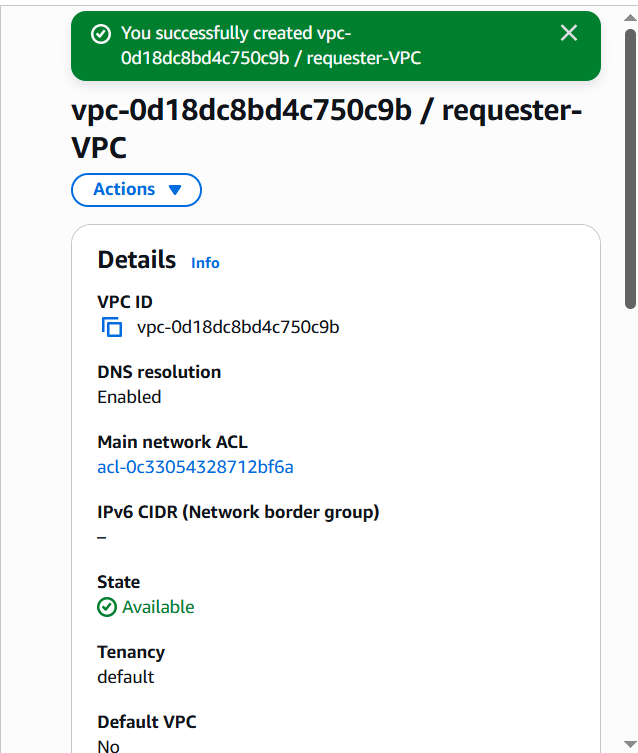 You successfully created vpc-
0d18dc8bd4c750c9b / requester-VPC
vpc-0d18dc8bd4c750c9b / requester-
VPC
Actions
Details Info
VPC ID
vpc-0d18dc8bd4c750c9b
DNS resolution
Enabled
Main network ACL
acl-0c33054328712bf6a
IPv6 CIDR (Network border group)
–
State
Available
Tenancy
default
Default VPC
No